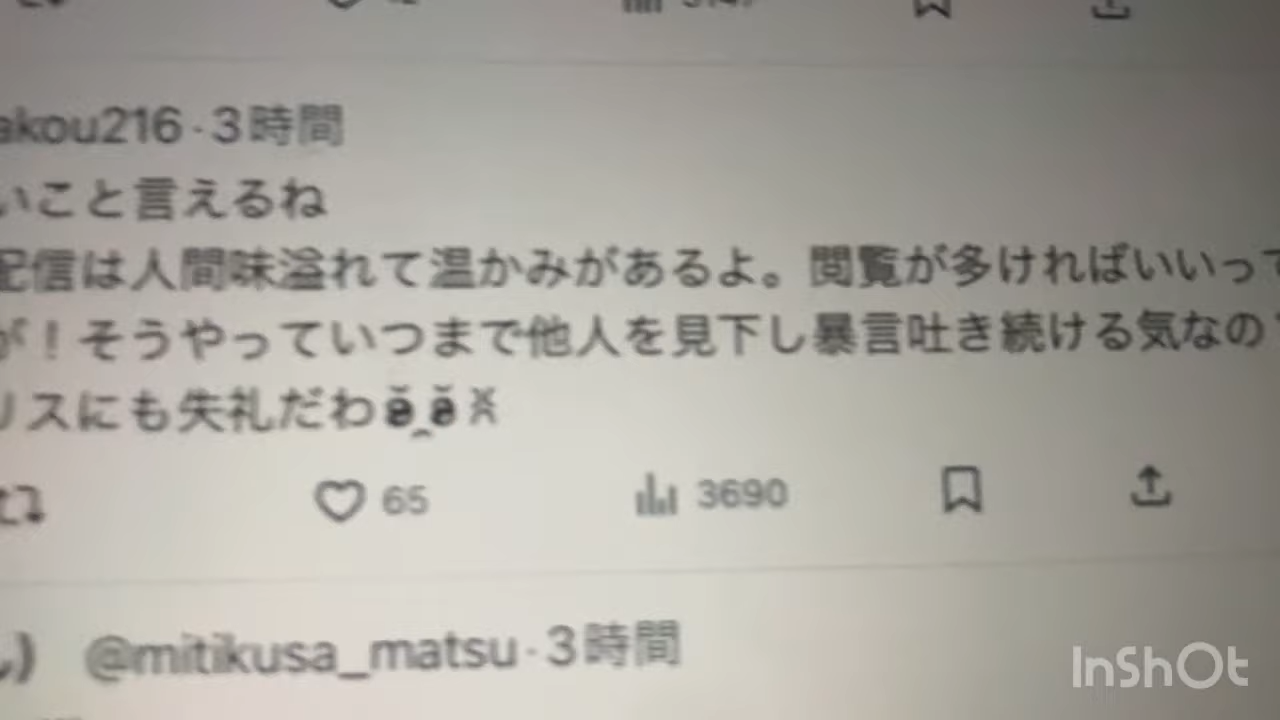 akou216·3時間
いこと言えるね
配信は人間味溢れて温かみがあるよ。閲覧が多ければいいっ
が！そうやっていつまで他人を見下し暴言吐き続ける気なの
リスにも失礼だわ
65
3690
@mitikusa_matsu·3時間
InShOt